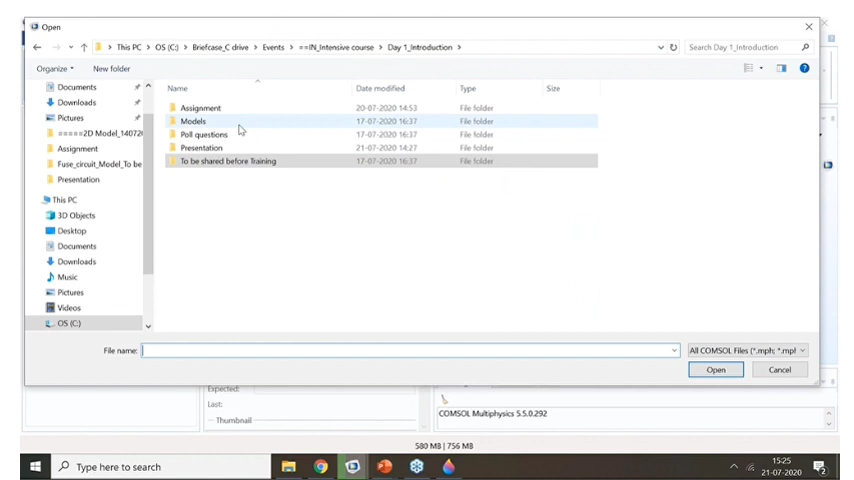 Open
This PC > OS (C:) > Briefcase_C drive > Events > ==IN_Intensive course > Day 1_Introduction >
Search Day 1_Introduction
Organize
New folder
Name
Date modified
Type
Size
Documents
Downloads
Pictures
=====2D Model_14072
Assignment
Fuse_circuit_Model_To be
Presentation
This PC
3D Objects
Desktop
Documents
Downloads
Music
Pictures
Videos
OS (C:)
Assignment 20-07-2020 14:53 File folder
Models 17-07-2020 16:37 File folder
Poll questions 17-07-2020 16:37 File folder
Presentation 21-07-2020 14:27 File folder
To be shared before Training 17-07-2020 16:37 File folder
File name:
All COMSOL Files (*.mph; *.mpl
Open
Cancel
Expected:
Last:
Thumbnail
COMSOL Multiphysics 5.5.0.292
580 MB | 756 MB
Type here to search
15:25
21-07-2020
2